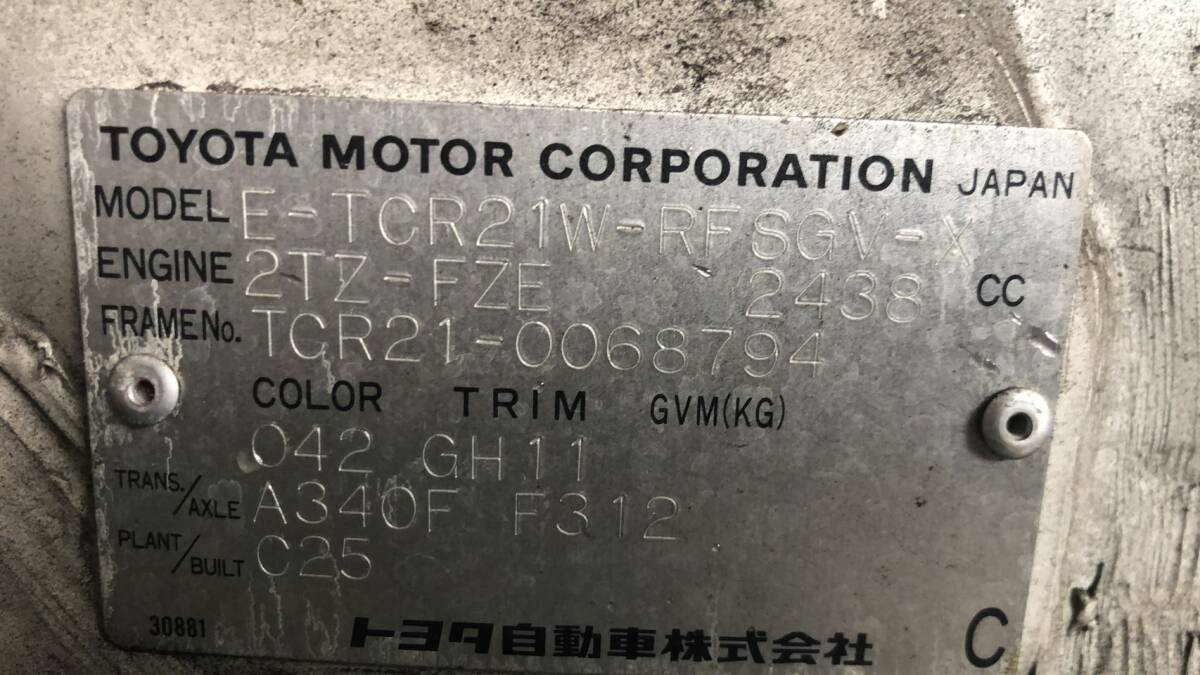 TOYOTA MOTOR CORPORATION JAPAN
MODEL E-TCR21W-RFSGV-X
ENGINE 2TZ-FZE 2438 CC
FRAME No. TCR21-0068794
COLOR TRIM GVM(KG)
042 GH11
TRANS./AXLE A340F F312
PLANT/BUILT C25
30881 トヨタ自動車株式会社 C